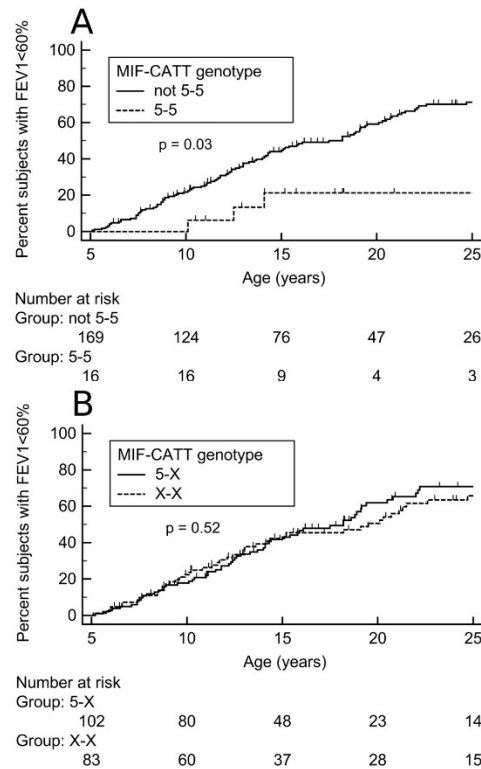 A
Percent subjects with FEV1<60%
100
80
60
40
20
0
MIF-CATT genotype
not 5-5
5-5
p = 0.03
5 10 15 20 25
Age (years)
Number at risk
Group: not 5-5
169 124 76 47 26
Group: 5-5
16 16 9 4 3
B
Percent subjects with FEV1<60%
100
80
60
40
20
0
MIF-CATT genotype
5-X
X-X
p = 0.52
5 10 15 20 25
Age (years)
Number at risk
Group: 5-X
102 80 48 23 14
Group: X-X
83 60 37 28 15